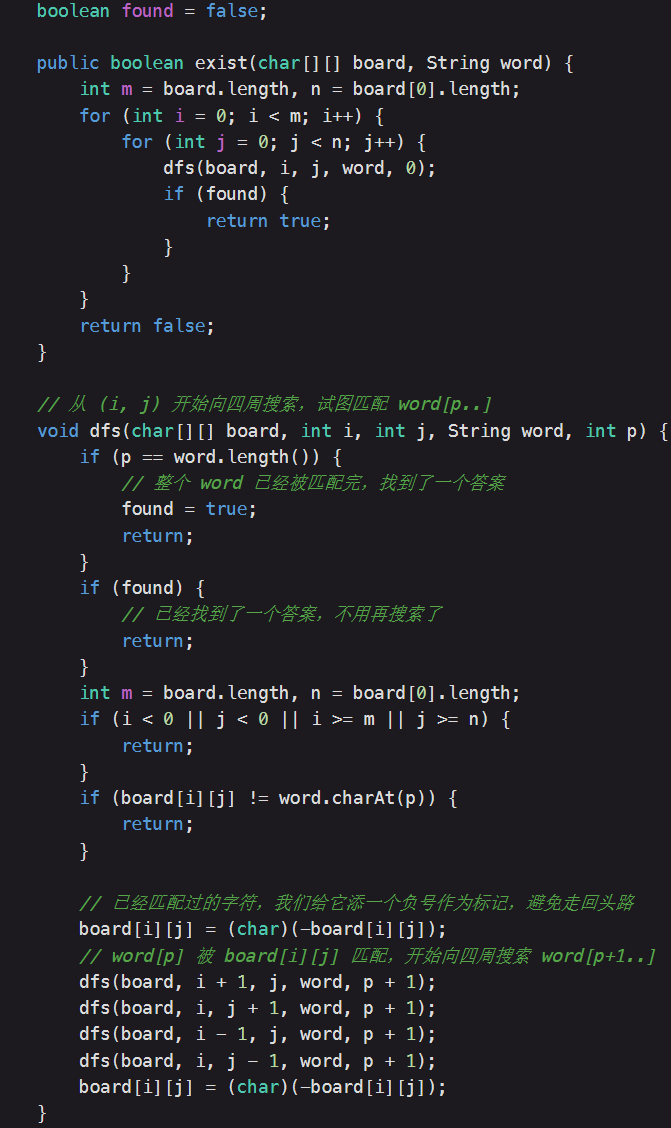 boolean found = false;

public boolean exist(char[][] board, String word) {
    int m = board.length, n = board[0].length;
    for (int i = 0; i < m; i++) {
        for (int j = 0; j < n; j++) {
            dfs(board, i, j, word, 0);
            if (found) {
                return true;
            }
        }
    }
    return false;
}

// 从 (i, j) 开始向四周搜索，试图匹配 word[p..]
void dfs(char[][] board, int i, int j, String word, int p) {
    if (p == word.length()) {
        // 整个 word 已经被匹配完，找到了一个答案
        found = true;
        return;
    }
    if (found) {
        // 已经找到了一个答案，不用再搜索了
        return;
    }
    int m = board.length, n = board[0].length;
    if (i < 0 || j < 0 || i >= m || j >= n) {
        return;
    }
    if (board[i][j] != word.charAt(p)) {
        return;
    }

    // 已经匹配过的字符，我们给它添一个负号作为标记，避免走回头路
    board[i][j] = (char)(-board[i][j]);
    // word[p] 被 board[i][j] 匹配，开始向四周搜索 word[p+1..]
    dfs(board, i + 1, j, word, p + 1);
    dfs(board, i, j + 1, word, p + 1);
    dfs(board, i - 1, j, word, p + 1);
    dfs(board, i, j - 1, word, p + 1);
    board[i][j] = (char)(-board[i][j]);
}